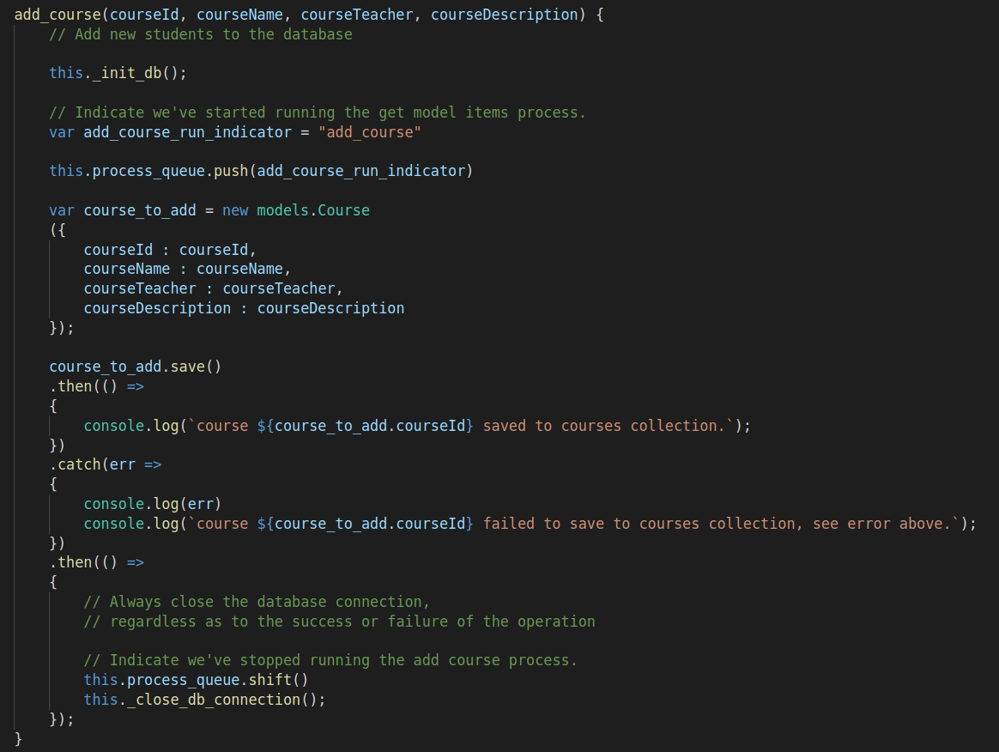 add_course(courseId, courseName, courseTeacher, courseDescription) {
// Add new students to the database
this._init_db();
// Indicate we've started running the get model items process.
var add_course_run_indicator = "add_course"
this.process_queue.push(add_course_run_indicator)
var course_to_add = new models.Course
({
courseId : courseId,
courseName : courseName,
courseTeacher : courseTeacher,
courseDescription : courseDescription
});
course_to_add.save()
.then(() =>
{
console.log(`course ${course_to_add.courseId} saved to courses collection.`);
})
.catch(err =>
{
console.log(err)
console.log(`course ${course_to_add.courseId} failed to save to courses collection, see error above.`);
})
.then(() =>
{
// Always close the database connection,
// regardless as to the success or failure of the operation
// Indicate we've stopped running the add course process.
this.process_queue.shift()
this._close_db_connection();
});
}